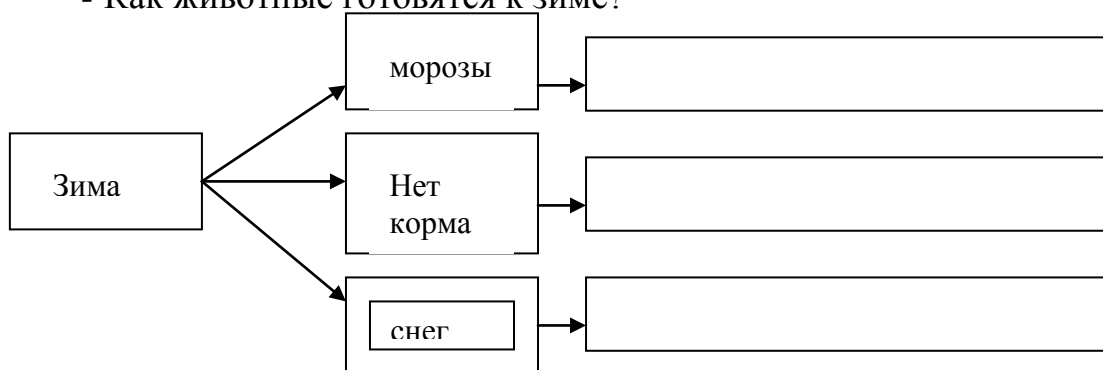 - Как животные готовятся к зиме?
морозы
Зима
Нет
корма
снег